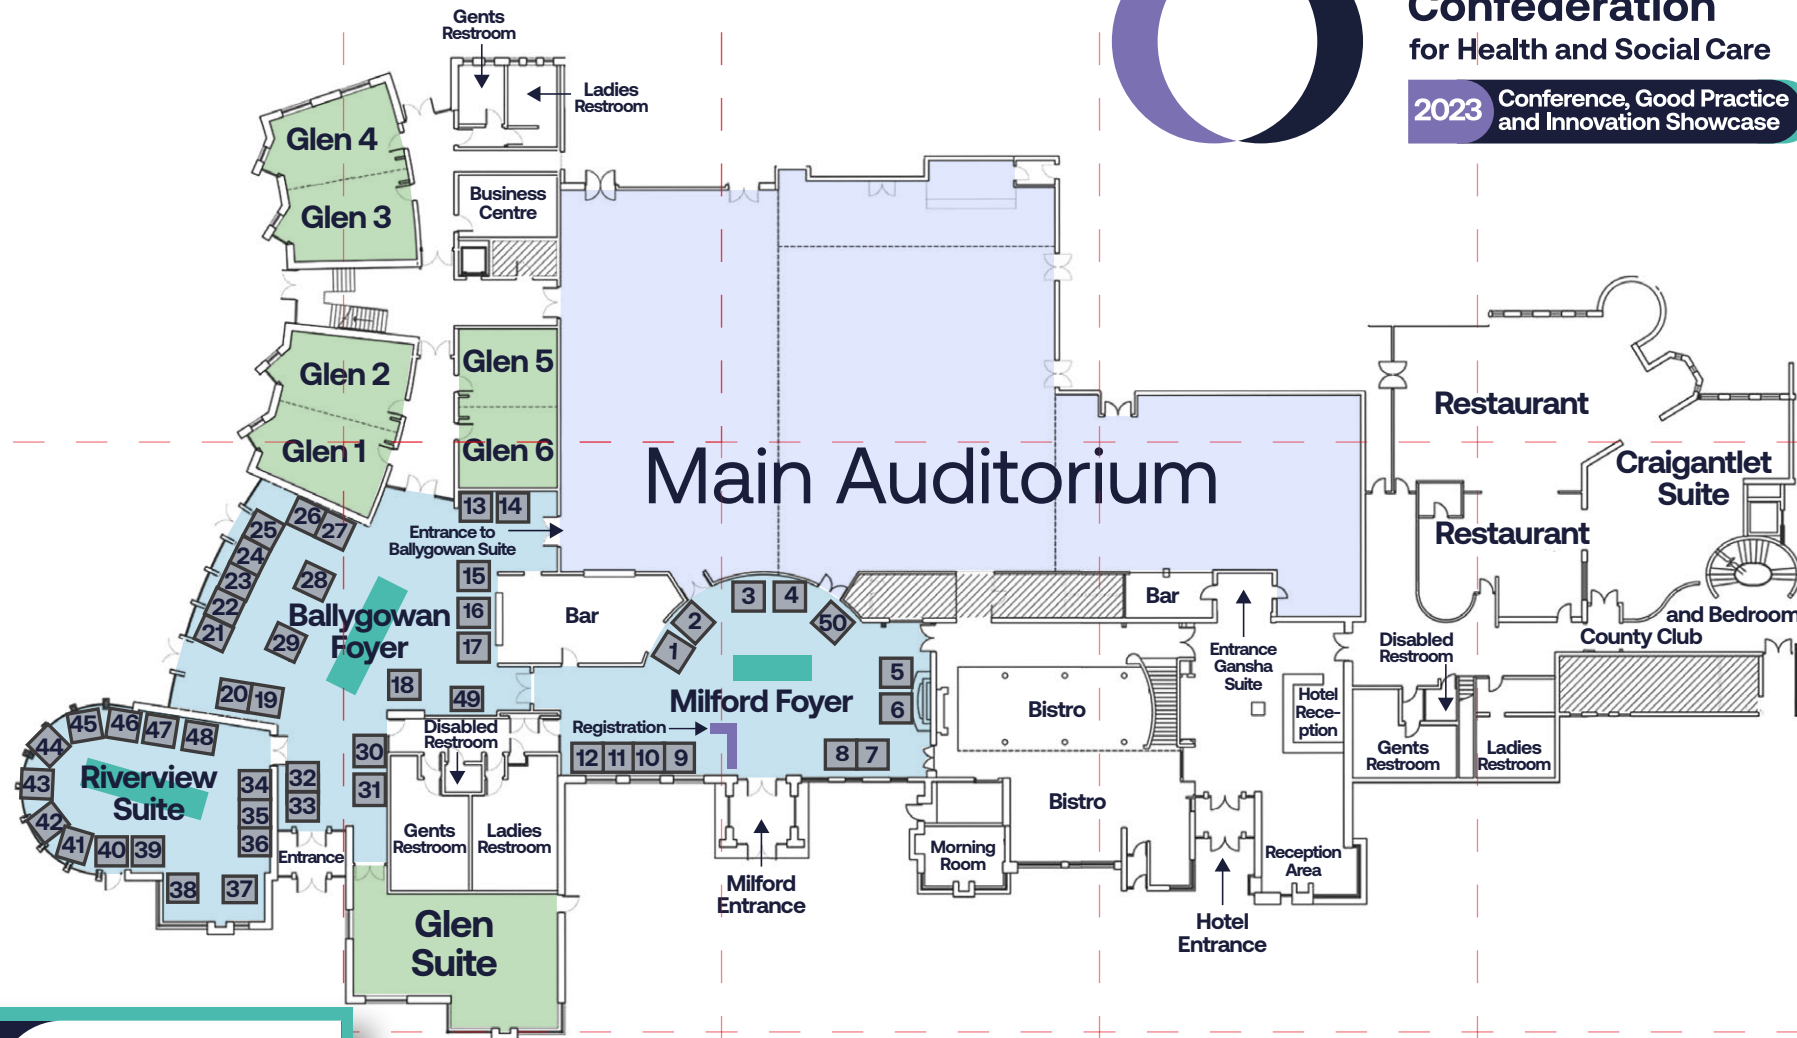 Confederation
for Health and Social Care
2023
Conference, Good Practice
and Innovation Showcase
Gents
Restroom
Ladies
Restroom
Glen 4
Glen 3
Business
Centre
Glen 2
Glen 1
Glen 5
Glen 6
Main Auditorium
Restaurant
Craigantlet
Suite
Restaurant
and Bedroom
County Club
13
14
Entrance to
Ballygowan Suite
26
27
25
24
23
22
21
28
29
Ballygowan
Foyer
15
16
17
18
49
20
19
Bar
3
4
2
1
50
5
6
Milford Foyer
Registration
12
11
10
9
8
7
Bar
Entrance
Gansha
Suite
Disabled
Restroom
Hotel
Rece-
ption
Gents
Restroom
Ladies
Restroom
Bistro
Bistro
Morning
Room
Reception
Area
Hotel
Entrance
Milford
Entrance
Disabled
Restroom
Gents
Restroom
Ladies
Restroom
30
31
32
33
Entrance
45
46
47
48
44
43
42
41
40
39
38
37
34
35
36
Riverview
Suite
Glen
Suite